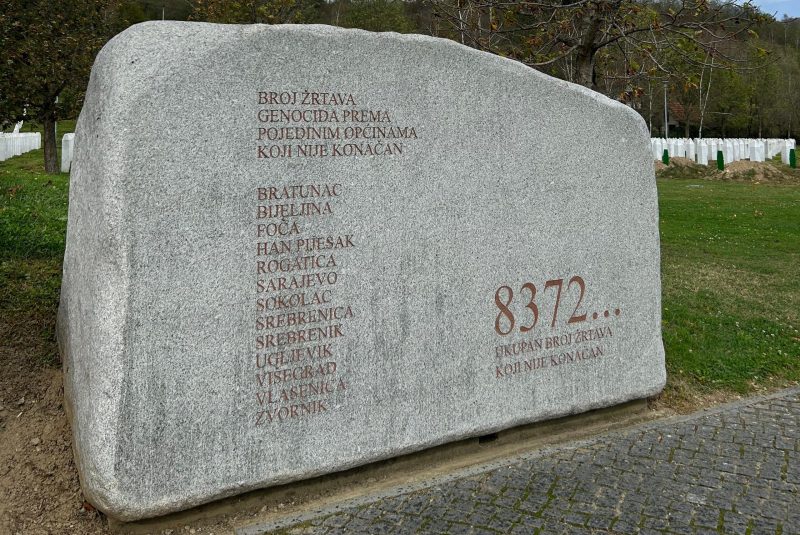 BROJ ŽRTAVA
GENOCIDA PREMA
POJEDINIM OPĆINAMA
KOJI NIJE KONAČAN
BRATUNAC
BIJELJINA
FOČA
HAN PIJESAK
ROGATICA
SARAJEVO
SOKOLAC
SREBRENICA
SREBRENIK
UGLJEVIK
VIŠEGRAD
VLASENICA
ZVORNIK
8372...
UKUPAN BROJ ŽRTAVA
KOJI NIJE KONAČAN